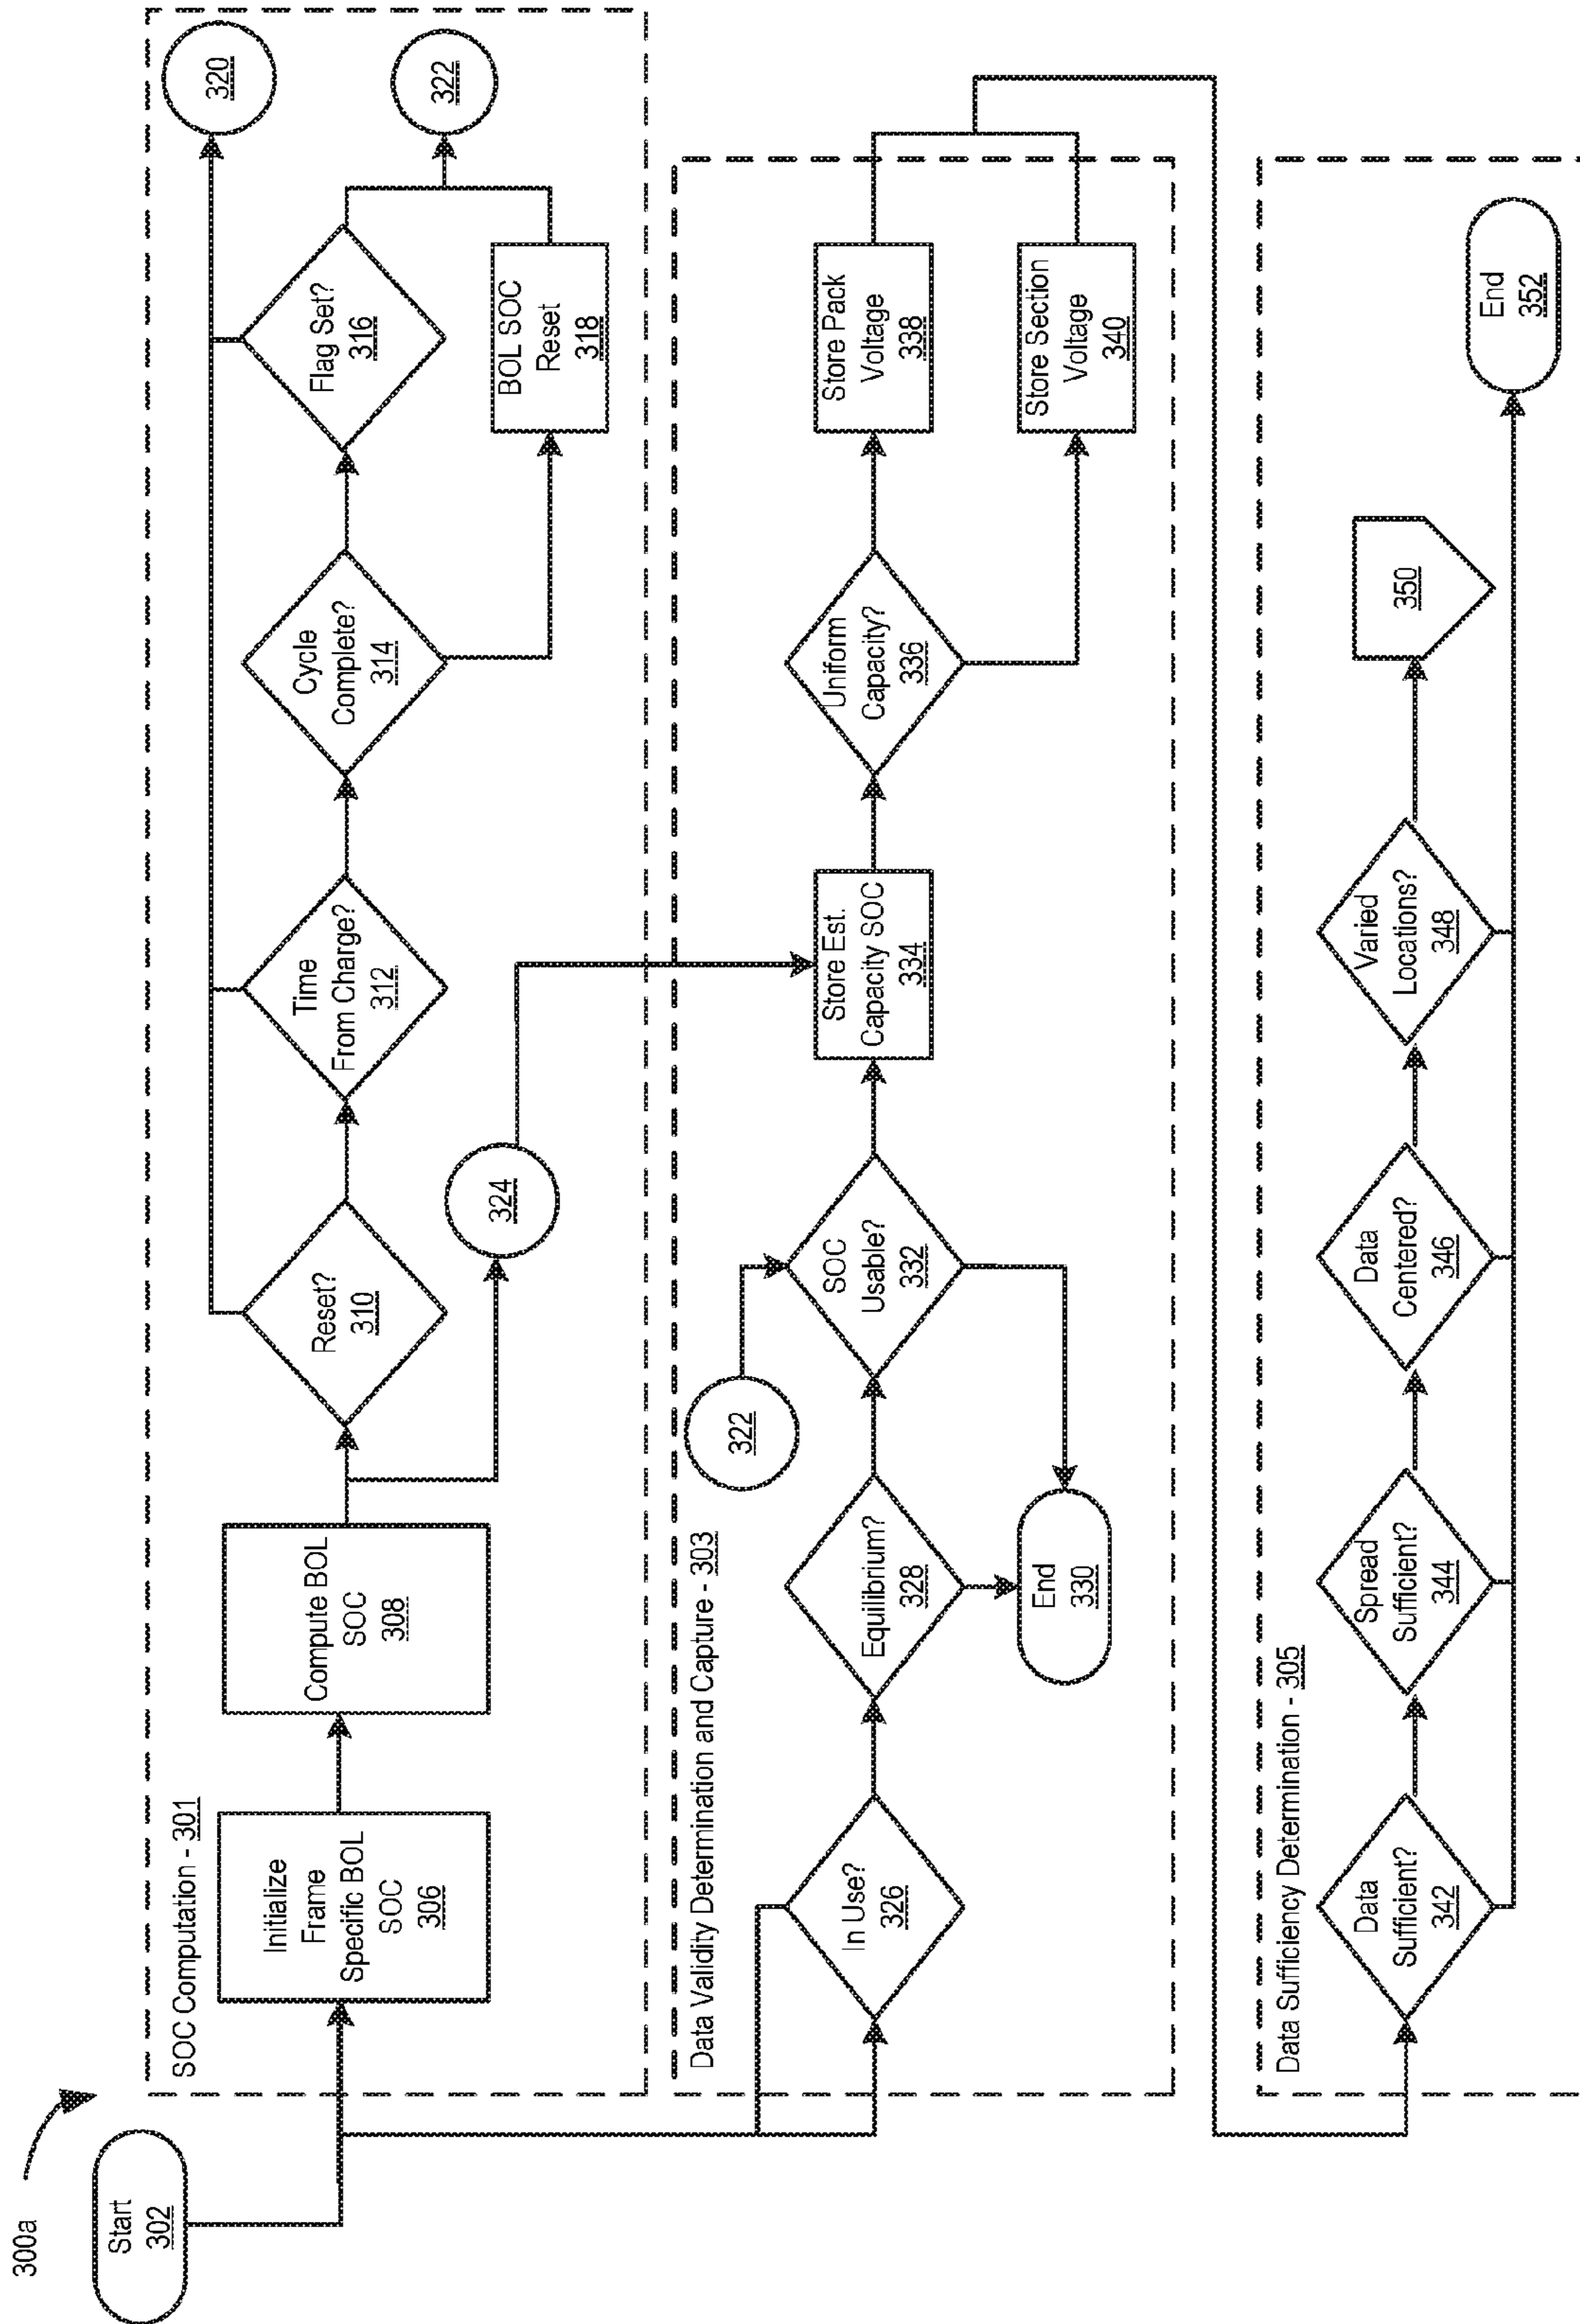 300a
Start
302
SOC Computation - 301
Initialize
Frame
Specific BOL
SOC
306
Compute BOL
SOC
308
Reset?
310
Time
From Charge?
312
Cycle
Complete?
314
Flag Set?
316
BOL SOC
Reset
318
320
322
324
Data Validity Determination and Capture - 303
In Use?
326
Equilibrium?
328
End
330
322
SOC
Usable?
332
Store Est.
Capacity SOC
334
Uniform
Capacity?
336
Store Pack
Voltage
338
Store Section
Voltage
340
Data Sufficiency Determination - 305
Data
Sufficient?
342
Spread
Sufficient?
344
Data
Centered?
346
Varied
Locations?
348
350
End
352